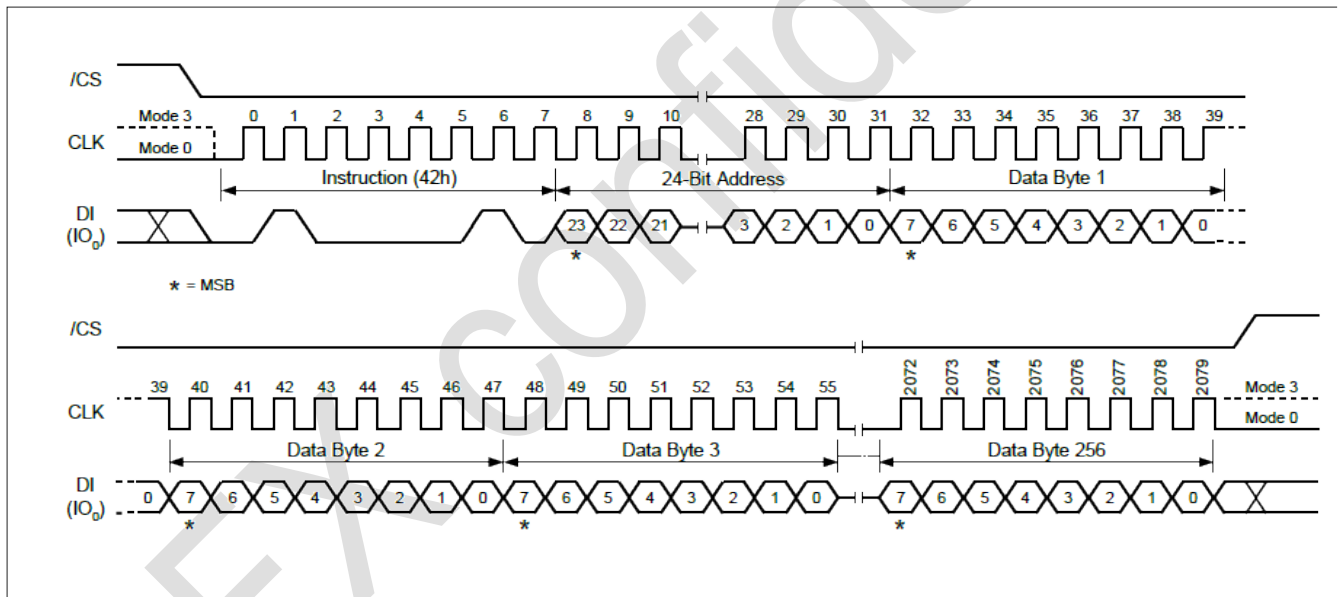 /CS
Mode 3 0 1 2 3 4 5 6 7 8 9 10 28 29 30 31 32 33 34 35 36 37 38 39
CLK
Mode 0
Instruction (42h) 24-Bit Address Data Byte 1
DI
(IO0) 23 22 21 3 2 1 0 7 6 5 4 3 2 1 0
* *
* = MSB
/CS
39 40 41 42 43 44 45 46 47 48 49 50 51 52 53 54 55 2072 2073 2074 2075 2076 2077 2078 2079 Mode 3
CLK
Mode 0
Data Byte 2 Data Byte 3 Data Byte 256
DI
(IO0) 0 7 6 5 4 3 2 1 0 7 6 5 4 3 2 1 0 7 6 5 4 3 2 1 0
* * *